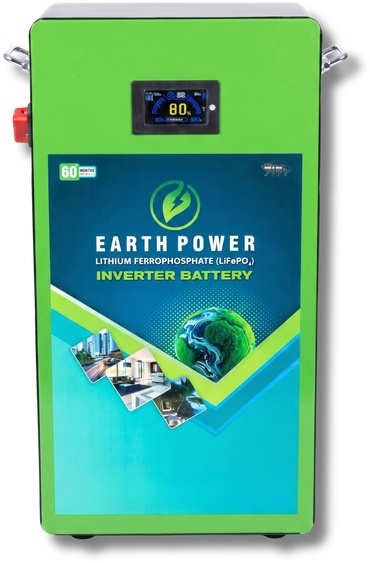 80%
60 MONTHS
EARTH POWER
LITHIUM FERROPHOSPHATE (LiFePO₄)
INVERTER BATTERY